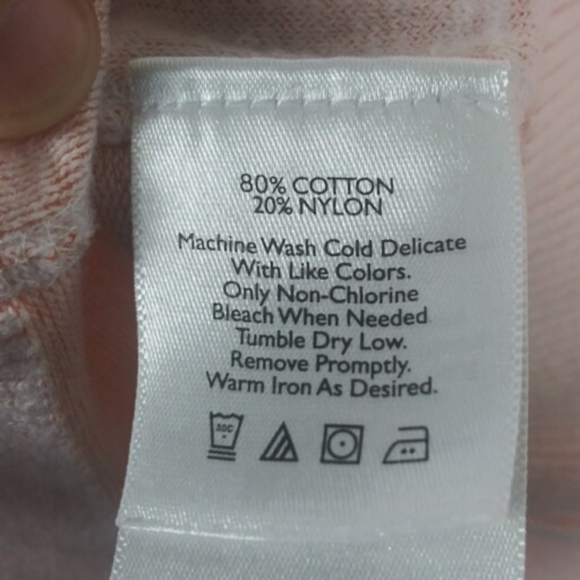 80% COTTON
20% NYLON
Machine Wash Cold Delicate
With Like Colors.
Only Non-Chlorine
Bleach When Needed
Tumble Dry Low.
Remove Promptly.
Warm Iron As Desired.